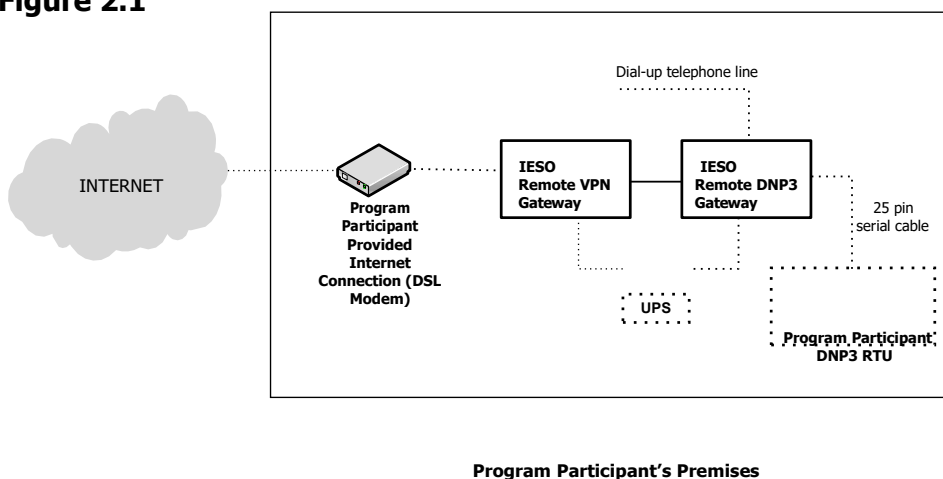 Figure 2.1
Dial-up telephone line
INTERNET
IESO
Remote VPN
Gateway
IESO
Remote DNP3
Gateway
Program
Participant
Provided
Internet
Connection (DSL
Modem)
25 pin
serial cable
UPS
Program Participant
DNP3 RTU
Program Participant's Premises